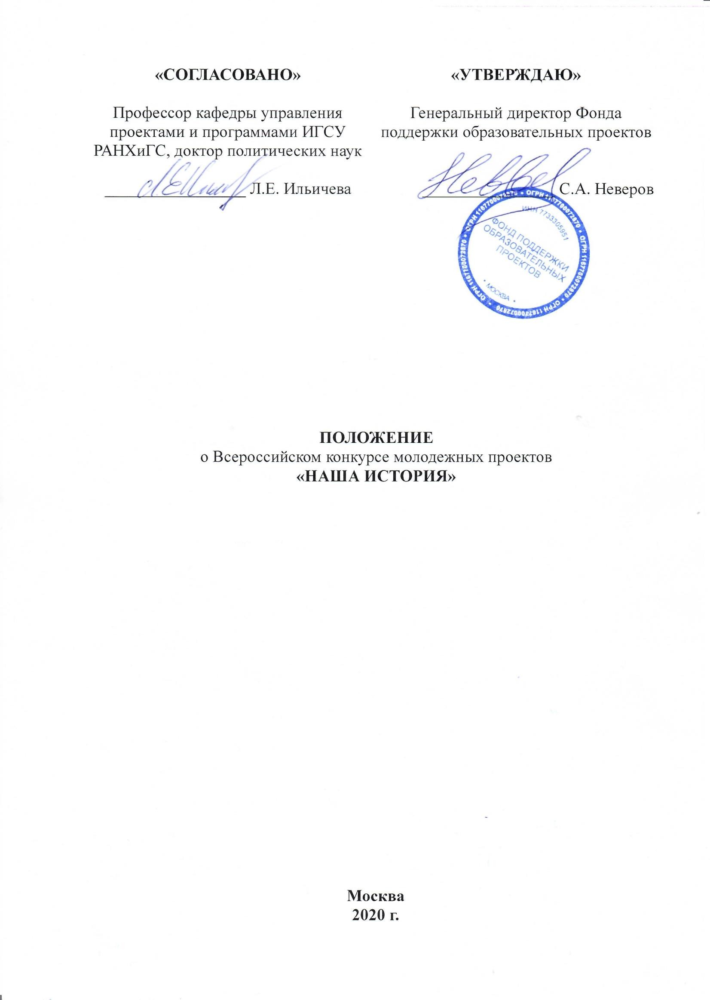 «СОГЛАСОВАНО»
Профессор кафедры управления
проектами и программами ИГСУ
РАНХиГС, доктор политических наук
Л.Е. Ильичева
«УТВЕРЖДАЮ»
Генеральный директор Фонда
поддержки образовательных проектов
С.А. Неверов
ОГРН 1167700072870 • ОГРН 1167700072870 • ОГРН 1167700072870 • ОГРН 1167700072870 • ОГРН 1167700072870 •
ИНН 7733305951
ФОНД ПОДДЕРЖКИ
ОБРАЗОВАТЕЛЬНЫХ
ПРОЕКТОВ
• МОСКВА •
ПОЛОЖЕНИЕ
о Всероссийском конкурсе молодежных проектов
«НАША ИСТОРИЯ»
Москва
2020 г.